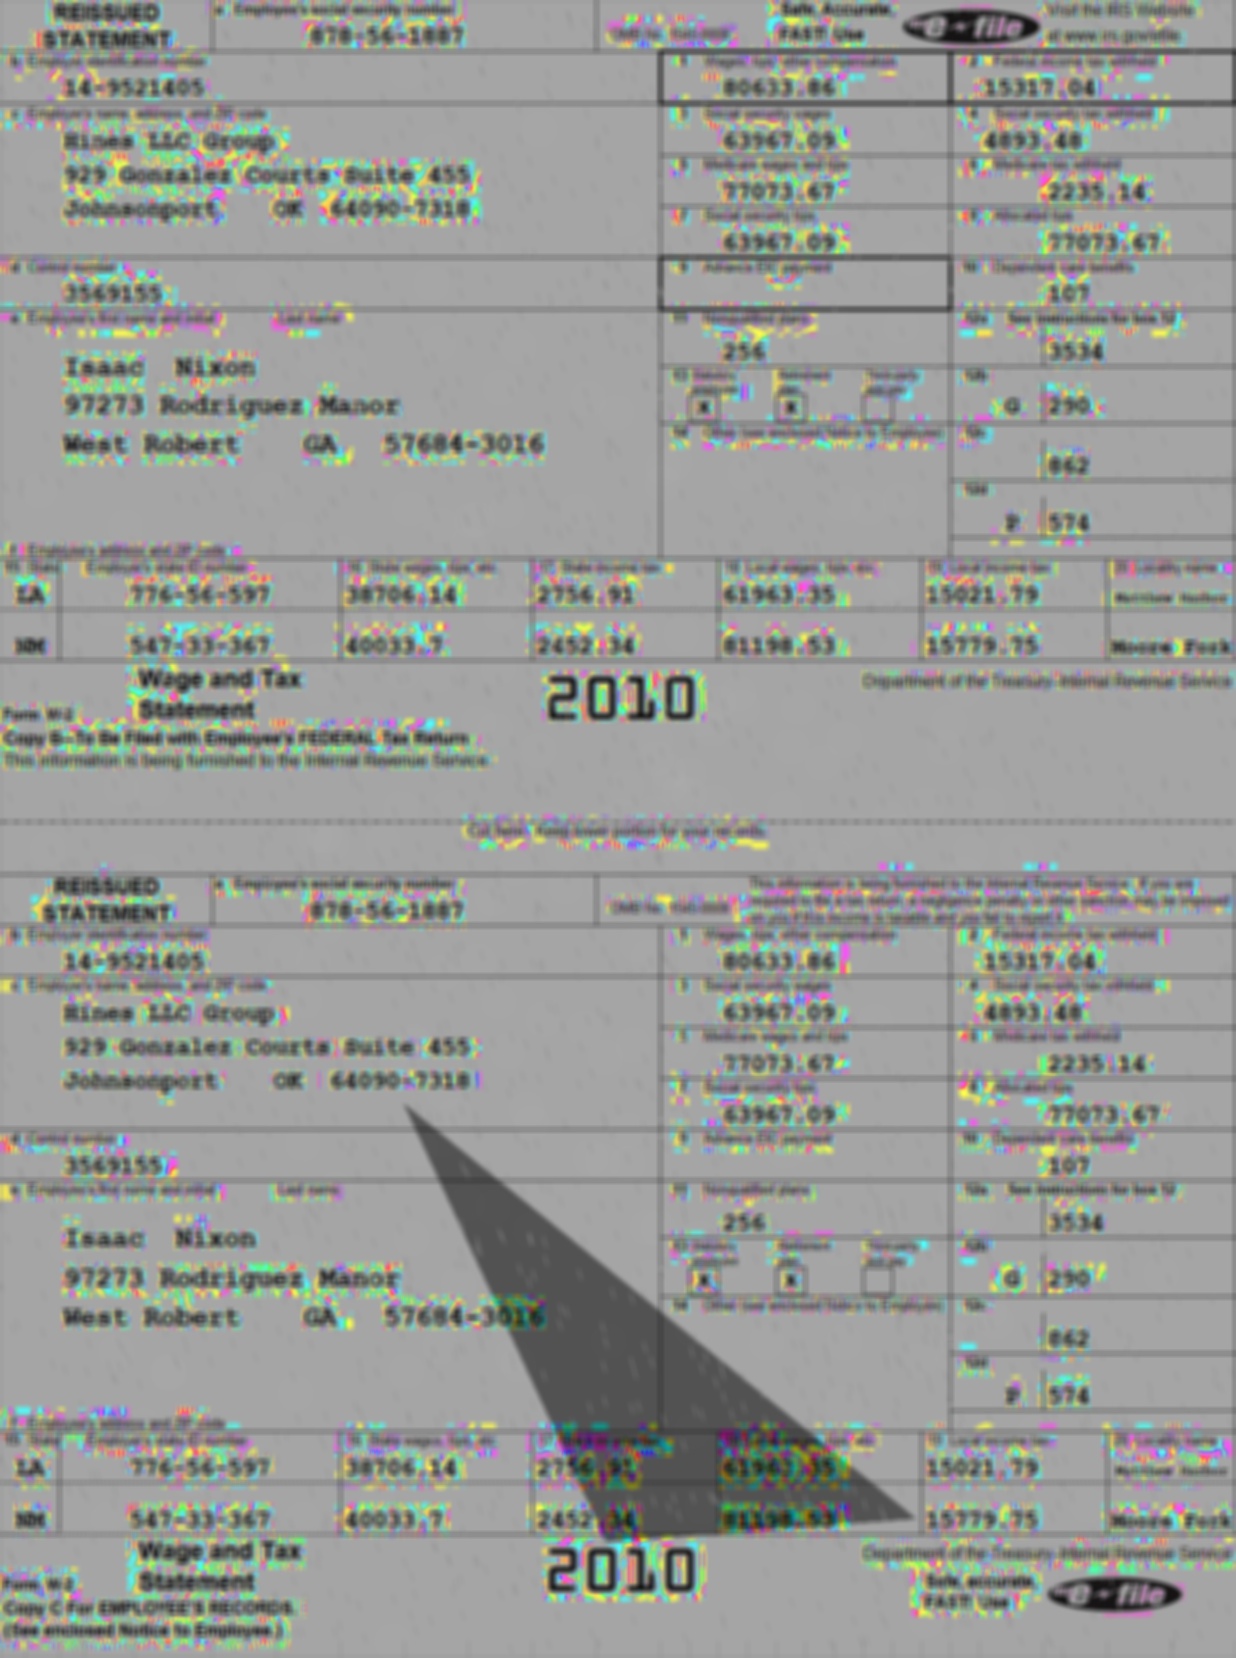 REISSUED STATEMENT
a Employee's social security number
878-56-1887
Safe, Accurate, FAST! Use
e-file
Visit the IRS Website at www.irs.gov/efile
b Employer identification number
14-9521405
1 Wages, tips, other compensation
80633.86
2 Federal income tax withheld
15317.04
c Employer's name, address, and ZIP code
Hines LLC Group
929 Gonzalez Courts Suite 455
Johnsonport OK 64090-7318
3 Social security wages
63967.09
4 Social security tax withheld
4893.48
5 Medicare wages and tips
77073.67
6 Medicare tax withheld
2235.14
7 Social security tips
63967.09
8 Allocated tips
77073.67
d Control number
3569155
9 Advance EIC payment
10 Dependent care benefits
107
e Employee's first name and initial Last name
Isaac Nixon
97273 Rodriguez Manor
West Robert GA 57684-3016
11 Nonqualified plans
256
12a See instructions for box 12
3534
13 Statutory employee Retirement plan Third-party sick pay
X X
12b
G 290
14 Other (see enclosed Notice to Employee)
12c
862
12d
P 574
f Employee's address and ZIP code
15 State Employer's state ID number 16 State wages, tips, etc. 17 State income tax 18 Local wages, tips, etc. 19 Local income tax 20 Locality name
LA 776-56-597 38706.14 2756.91 61963.35 15021.79
NM 547-33-367 40033.7 2452.34 81198.53 15779.75 Moore Fork
Wage and Tax Statement
Form W-2
2010
Department of the Treasury-Internal Revenue Service
Copy B—To Be Filed with Employee's FEDERAL Tax Return
This information is being furnished to the Internal Revenue Service.
Cut here. Keep lower portion for your records.
REISSUED STATEMENT
a Employee's social security number
878-56-1887
This information is being furnished to the Internal Revenue Service. If you are
required to file a tax return, a negligence penalty or other sanction may be imposed
on you if this income is taxable and you fail to report it.
b Employer identification number
14-9521405
1 Wages, tips, other compensation
80633.86
2 Federal income tax withheld
15317.04
c Employer's name, address, and ZIP code
Hines LLC Group
929 Gonzalez Courts Suite 455
Johnsonport OK 64090-7318
3 Social security wages
63967.09
4 Social security tax withheld
4893.48
5 Medicare wages and tips
77073.67
6 Medicare tax withheld
2235.14
7 Social security tips
63967.09
8 Allocated tips
77073.67
d Control number
3569155
9 Advance EIC payment
10 Dependent care benefits
107
e Employee's first name and initial Last name
Isaac Nixon
97273 Rodriguez Manor
West Robert GA 57684-3016
11 Nonqualified plans
256
12a See instructions for box 12
3534
13 Statutory employee Retirement plan Third-party sick pay
X X
12b
G 290
14 Other (see enclosed Notice to Employee)
12c
862
12d
P 574
f Employee's address and ZIP code
15 State Employer's state ID number 16 State wages, tips, etc. 17 18 19 Local income tax 20 Locality name
LA 776-56-597 38706.14 2756.91 61963.35 15021.79
NM 547-33-367 40033.7 2452.34 81198.53 15779.75 Moore Fork
Wage and Tax Statement
Form W-2
2010
Department of the Treasury-Internal Revenue Service
Safe, accurate, FAST! Use
e-file
Copy C For EMPLOYEE'S RECORDS.
(See enclosed Notice to Employee.)